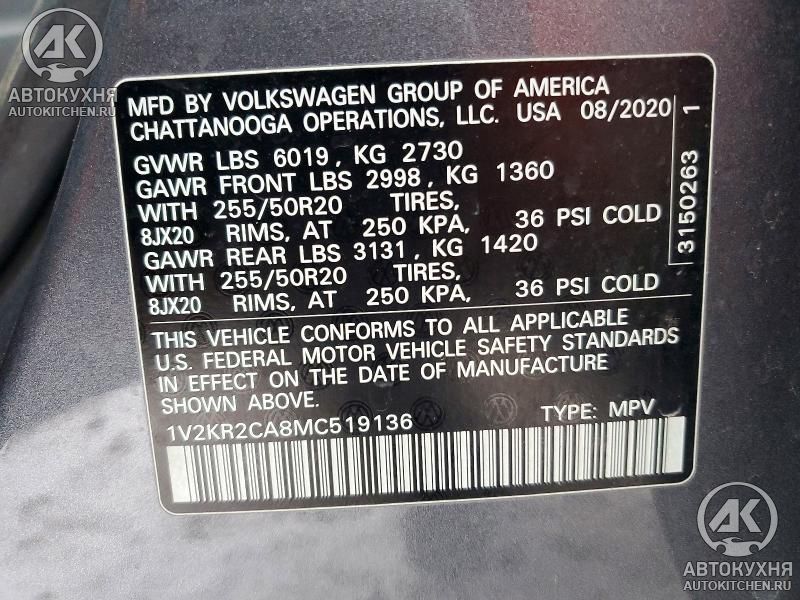 AK
АВТОКУХНЯ
AUTOKITCHEN.RU
MFD BY VOLKSWAGEN GROUP OF AMERICA
CHATTANOOGA OPERATIONS, LLC. USA 08/2020
GVWR LBS 6019, KG 2730
GAWR FRONT LBS 2998, KG 1360
WITH 255/50R20 TIRES,
8JX20 RIMS, AT 250 KPA, 36 PSI COLD
GAWR REAR LBS 3131, KG 1420
WITH 255/50R20 TIRES,
8JX20 RIMS, AT 250 KPA, 36 PSI COLD
3150263 1
THIS VEHICLE CONFORMS TO ALL APPLICABLE
U.S. FEDERAL MOTOR VEHICLE SAFETY STANDARDS
IN EFFECT ON THE DATE OF MANUFACTURE
SHOWN ABOVE.
1V2KR2CA8MC519136 TYPE: MPV
AK
АВТОКУХНЯ
AUTOKITCHEN.RU